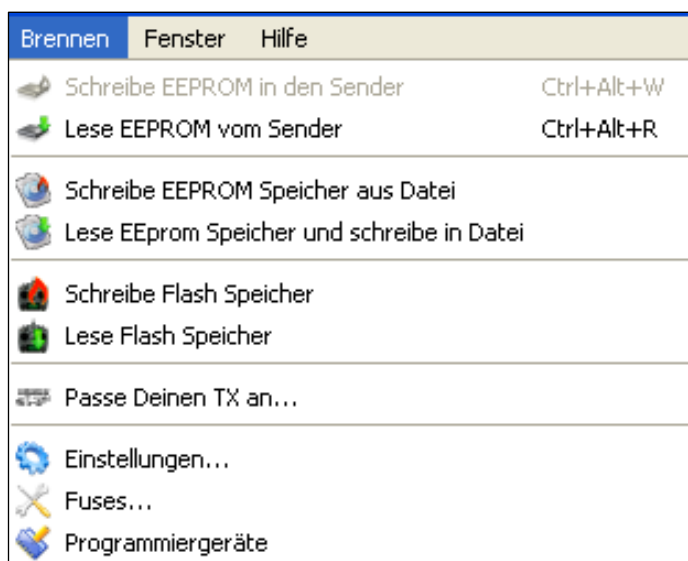 Brennen Fenster Hilfe
Schreibe EEPROM in den Sender Ctrl+Alt+W
Lese EEPROM vom Sender Ctrl+Alt+R
Schreibe EEPROM Speicher aus Datei
Lese EEprom Speicher und schreibe in Datei
Schreibe Flash Speicher
Lese Flash Speicher
Passe Deinen TX an...
Einstellungen...
Fuses...
Programmiergeräte